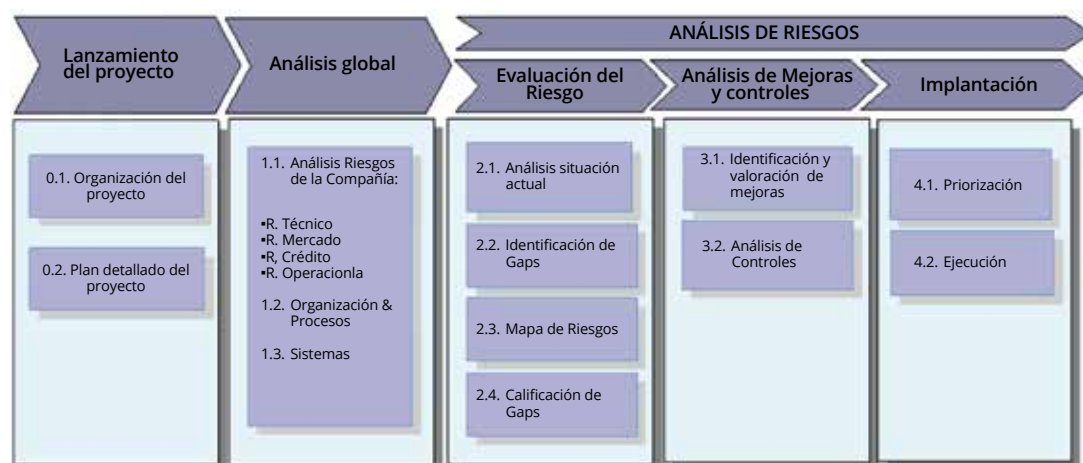 Lanzamiento
del proyecto
Análisis global
ANÁLISIS DE RIESGOS
Evaluación del
Riesgo
Análisis de Mejoras
y controles
Implantación
0.1. Organización del
proyecto
0.2. Plan detallado del
proyecto
1.1. Análisis Riesgos
de la Compañía:
▪R. Técnico
▪R. Mercado
▪R, Crédito
▪R. Operacionla
1.2. Organización &
Procesos
1.3. Sistemas
2.1. Análisis situación
actual
2.2. Identificación de
Gaps
2.3. Mapa de Riesgos
2.4. Calificación de
Gaps
3.1. Identificación y
valoración de
mejoras
3.2. Análisis de
Controles
4.1. Priorización
4.2. Ejecución